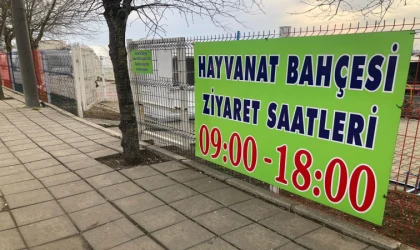 HAYVANAT BAHÇESİ
ZİYARET SAATLERİ
09:00 - 18:00